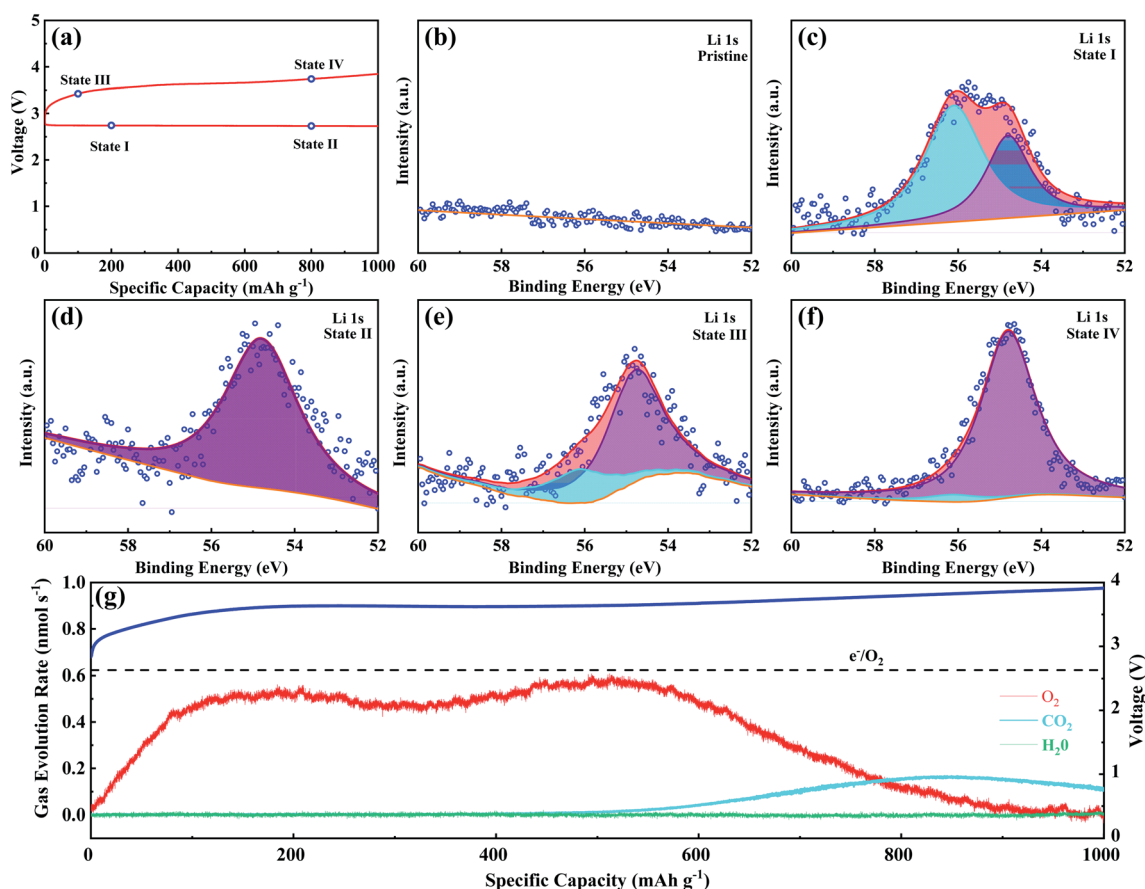 (a)
5
4
3
2
1
0
Voltage (V)
State III
State IV
State I
State II
0 200 400 600 800 1000
Specific Capacity (mAh g⁻¹)
(b)
Li 1s
Pristine
Intensity (a.u.)
60 58 56 54 52
Binding Energy (eV)
(c)
Li 1s
State I
Intensity (a.u.)
60 58 56 54 52
Binding Energy (eV)
(d)
Li 1s
State II
Intensity (a.u.)
60 58 56 54 52
Binding Energy (eV)
(e)
Li 1s
State III
Intensity (a.u.)
60 58 56 54 52
Binding Energy (eV)
(f)
Li 1s
State IV
Intensity (a.u.)
60 58 56 54 52
Binding Energy (eV)
(g)
1.0
0.8
0.6
0.4
0.2
0.0
Gas Evolution Rate (nmol s⁻¹)
e⁻/O₂
O₂
CO₂
H₂0
4
3
2
1
0
Voltage (V)
0 200 400 600 800 1000
Specific Capacity (mAh g⁻¹)